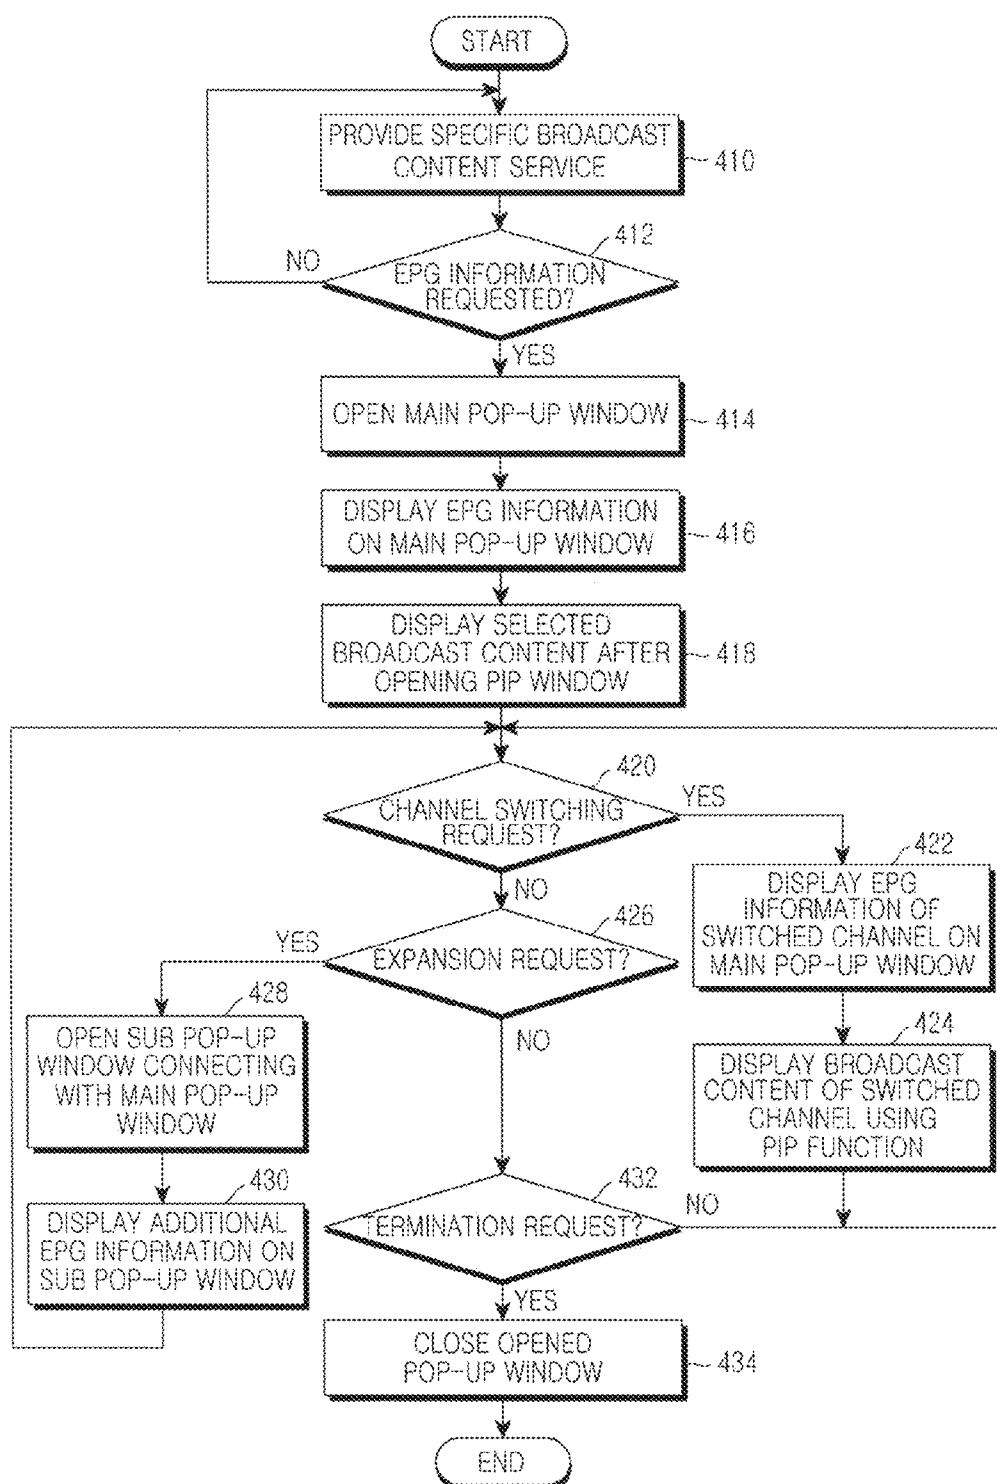 START
PROVIDE SPECIFIC BROADCAST
CONTENT SERVICE
410
412
NO
EPG INFORMATION
REQUESTED?
YES
OPEN MAIN POP-UP WINDOW
414
DISPLAY EPG INFORMATION
ON MAIN POP-UP WINDOW
416
DISPLAY SELECTED
BROADCAST CONTENT AFTER
OPENING PIP WINDOW
418
420
YES
CHANNEL SWITCHING
REQUEST?
422
NO
DISPLAY EPG
INFORMATION OF
SWITCHED CHANNEL ON
MAIN POP-UP WINDOW
426
YES
EXPANSION REQUEST?
428
NO
OPEN SUB POP-UP
WINDOW CONNECTING
WITH MAIN POP-UP
WINDOW
424
DISPLAY BROADCAST
CONTENT OF SWITCHED
CHANNEL USING
PIP FUNCTION
430
432
NO
DISPLAY ADDITIONAL
EPG INFORMATION ON
SUB POP-UP WINDOW
TERMINATION REQUEST?
YES
CLOSE OPENED
POP-UP WINDOW
434
END